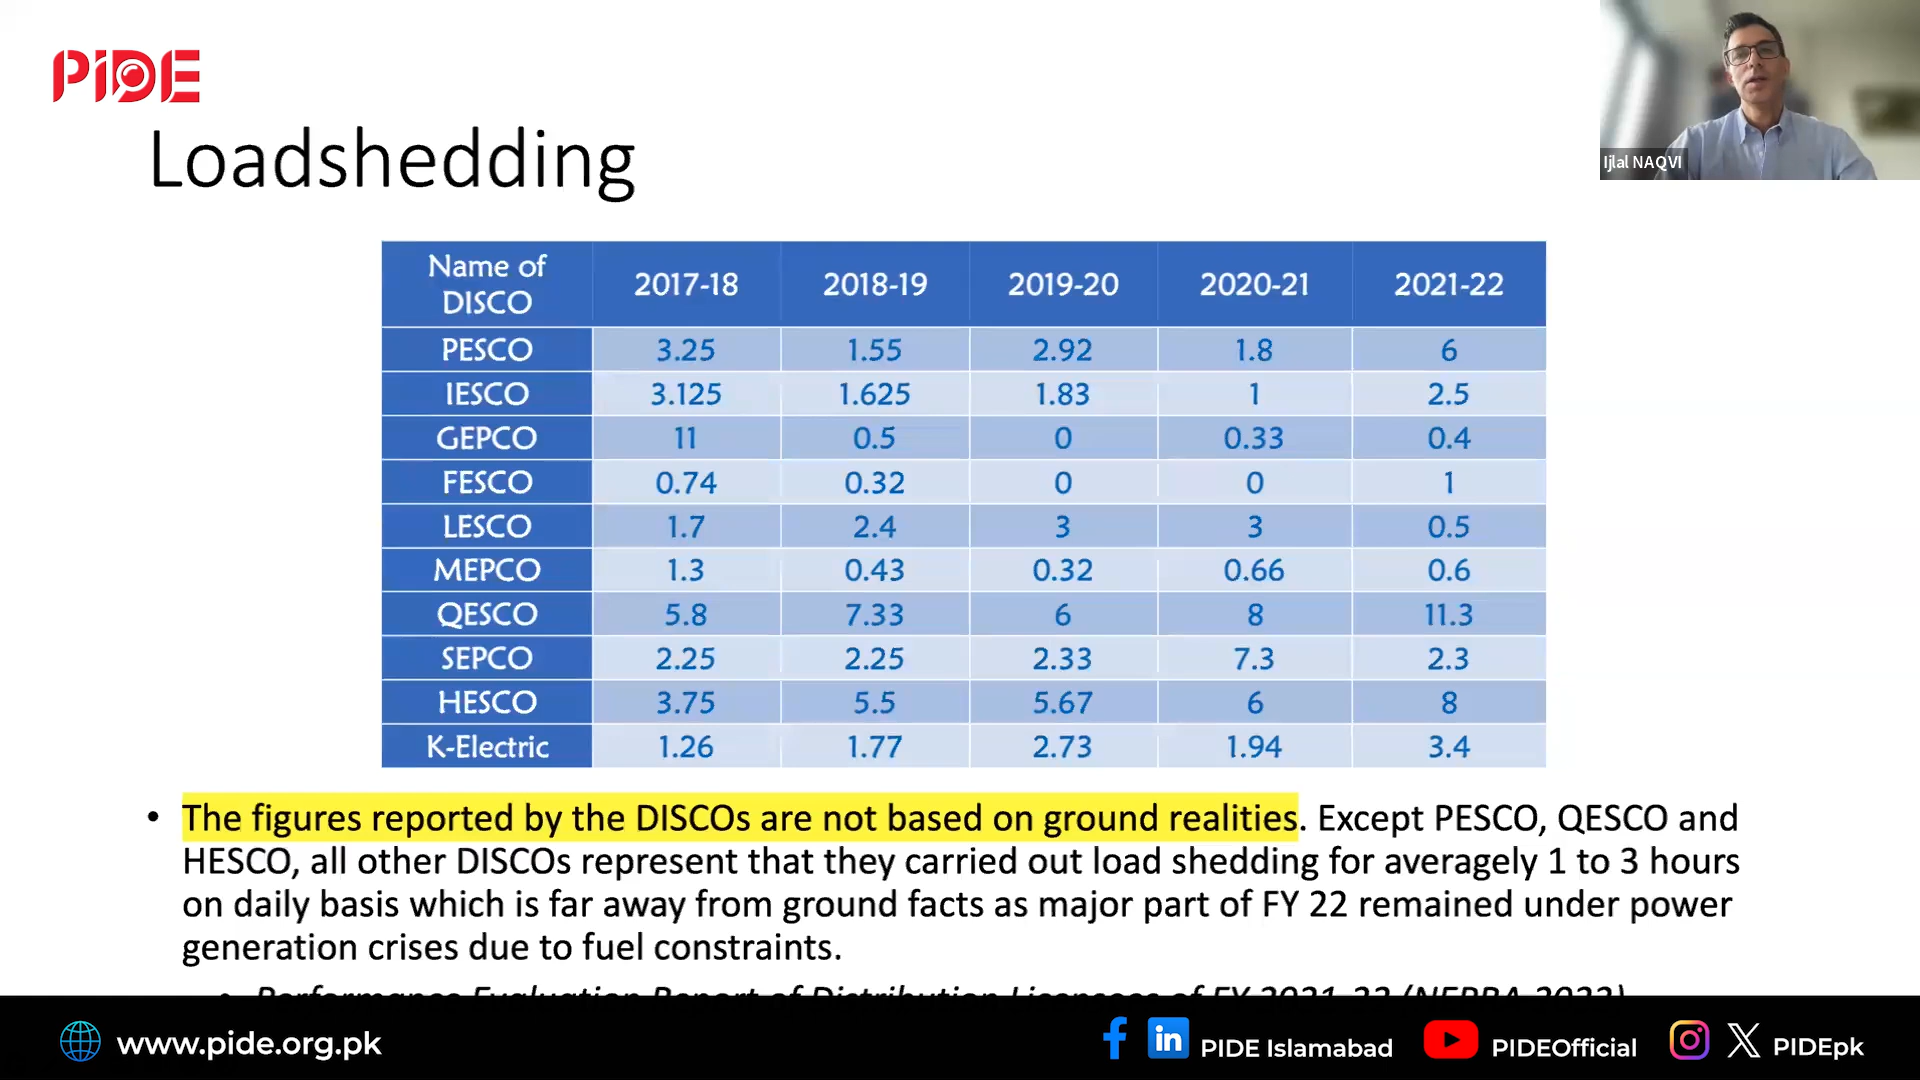 PIDE
Loadshedding
Ijlal NAQVI
Name of DISCO 2017-18 2018-19 2019-20 2020-21 2021-22
PESCO 3.25 1.55 2.92 1.8 6
IESCO 3.125 1.625 1.83 1 2.5
GEPCO 11 0.5 0 0.33 0.4
FESCO 0.74 0.32 0 0 1
LESCO 1.7 2.4 3 3 0.5
MEPCO 1.3 0.43 0.32 0.66 0.6
QESCO 5.8 7.33 6 8 11.3
SEPCO 2.25 2.25 2.33 7.3 2.3
HESCO 3.75 5.5 5.67 6 8
K-Electric 1.26 1.77 2.73 1.94 3.4
• The figures reported by the DISCOs are not based on ground realities. Except PESCO, QESCO and
HESCO, all other DISCOs represent that they carried out load shedding for averagely 1 to 3 hours
on daily basis which is far away from ground facts as major part of FY 22 remained under power
generation crises due to fuel constraints.
• Performance Evaluation Report of Distribution Licensees of FY 2021-22 (NEPRA 2022)
www.pide.org.pk PIDE Islamabad PIDEOfficial PIDEpk